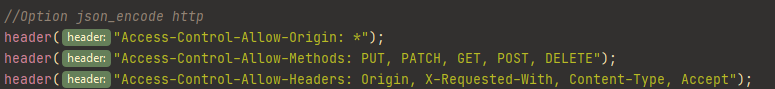 //Option json_encode http
header( header: "Access-Control-Allow-Origin: *");
header( header: "Access-Control-Allow-Methods: PUT, PATCH, GET, POST, DELETE");
header( header: "Access-Control-Allow-Headers: Origin, X-Requested-With, Content-Type, Accept");